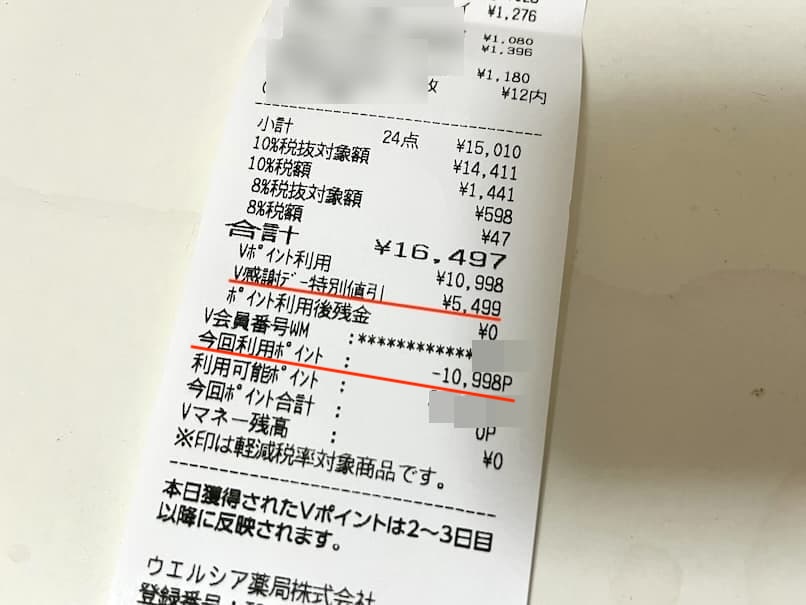 ¥1,276
¥1,080
¥1,396
¥1,180
枚 ¥12内
小計 24点 ¥15,010
10%税抜対象額 ¥14,411
10%税額 ¥1,441
8%税抜対象額 ¥598
8%税額 ¥47
合計 ¥16,497
Vポイント利用 ¥10,998
V感謝デー特別値引 ¥5,499
ポイント利用後残金 ¥0
V会員番号WM :************
今回利用ポイント : -10,998P
利用可能ポイント :
今回ポイント合計 : 0P
Vマネー残高 : ¥0
※印は軽減税率対象商品です。
本日獲得されたVポイントは2~3日目
以降に反映されます。
ウエルシア薬局株式会社
登録番号: